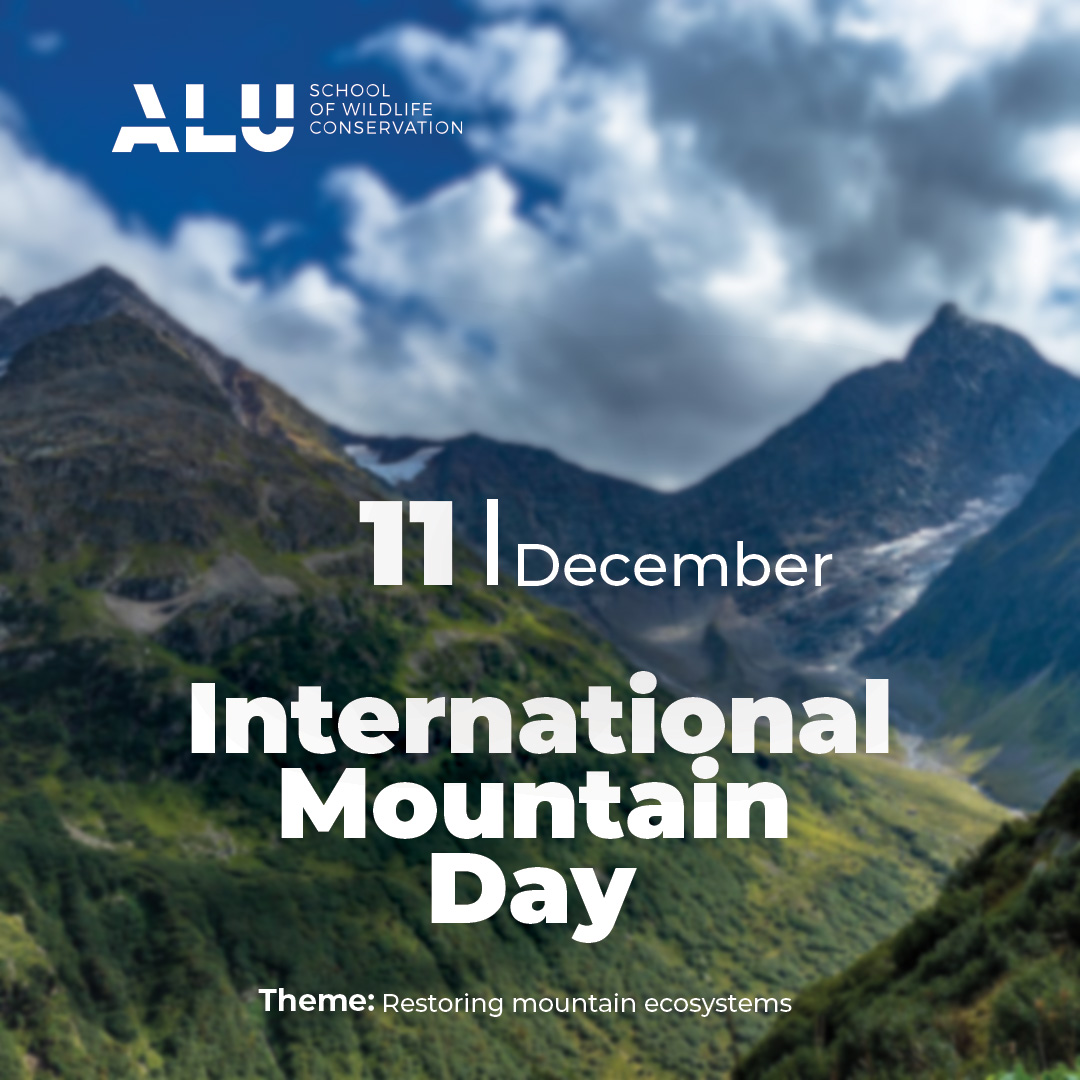 ALU
SCHOOL
OF WILDLIFE
CONSERVATION
11 | December
International
Mountain
Day
Theme: Restoring mountain ecosystems